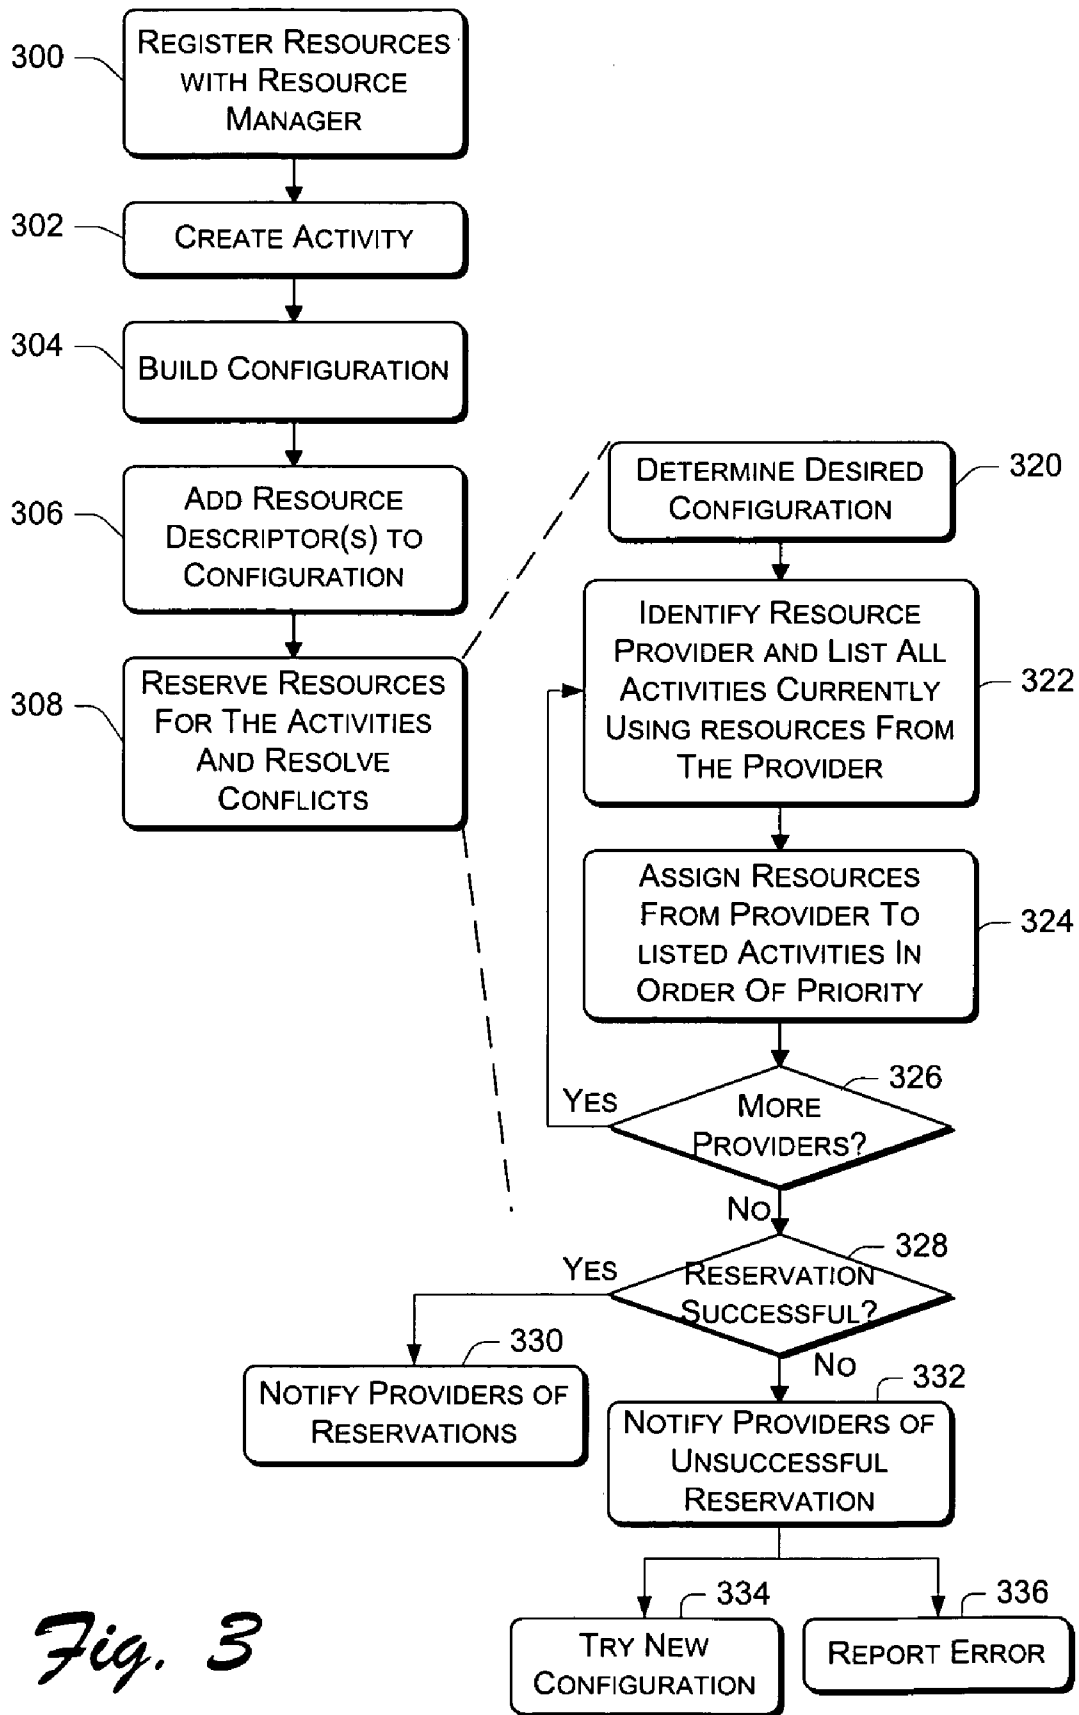 300
REGISTER RESOURCES
WITH RESOURCE
MANAGER
302
CREATE ACTIVITY
304
BUILD CONFIGURATION
306
ADD RESOURCE
DESCRIPTOR(S) TO
CONFIGURATION
308
RESERVE RESOURCES
FOR THE ACTIVITIES
AND RESOLVE
CONFLICTS
DETERMINE DESIRED
CONFIGURATION
320
IDENTIFY RESOURCE
PROVIDER AND LIST ALL
ACTIVITIES CURRENTLY
USING RESOURCES FROM
THE PROVIDER
322
ASSIGN RESOURCES
FROM PROVIDER TO
LISTED ACTIVITIES IN
ORDER OF PRIORITY
324
326
YES
MORE
PROVIDERS?
NO
328
YES
RESERVATION
SUCCESSFUL?
NO
330
NOTIFY PROVIDERS OF
RESERVATIONS
332
NOTIFY PROVIDERS OF
UNSUCCESSFUL
RESERVATION
334
TRY NEW
CONFIGURATION
336
REPORT ERROR
Fig. 3